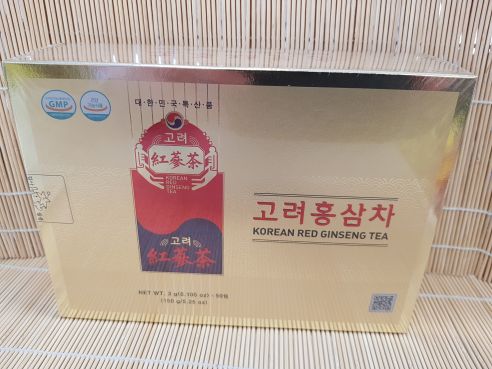 GMP
대·한·민·국·특·산·품
고려
紅蔘茶
KOREAN
RED
GINSENG
TEA
고려홍삼차
KOREAN RED GINSENG TEA
고려
紅蔘茶
NET WT. 3 g(0.105 oz) · 50包
(150 g/5.25 oz)